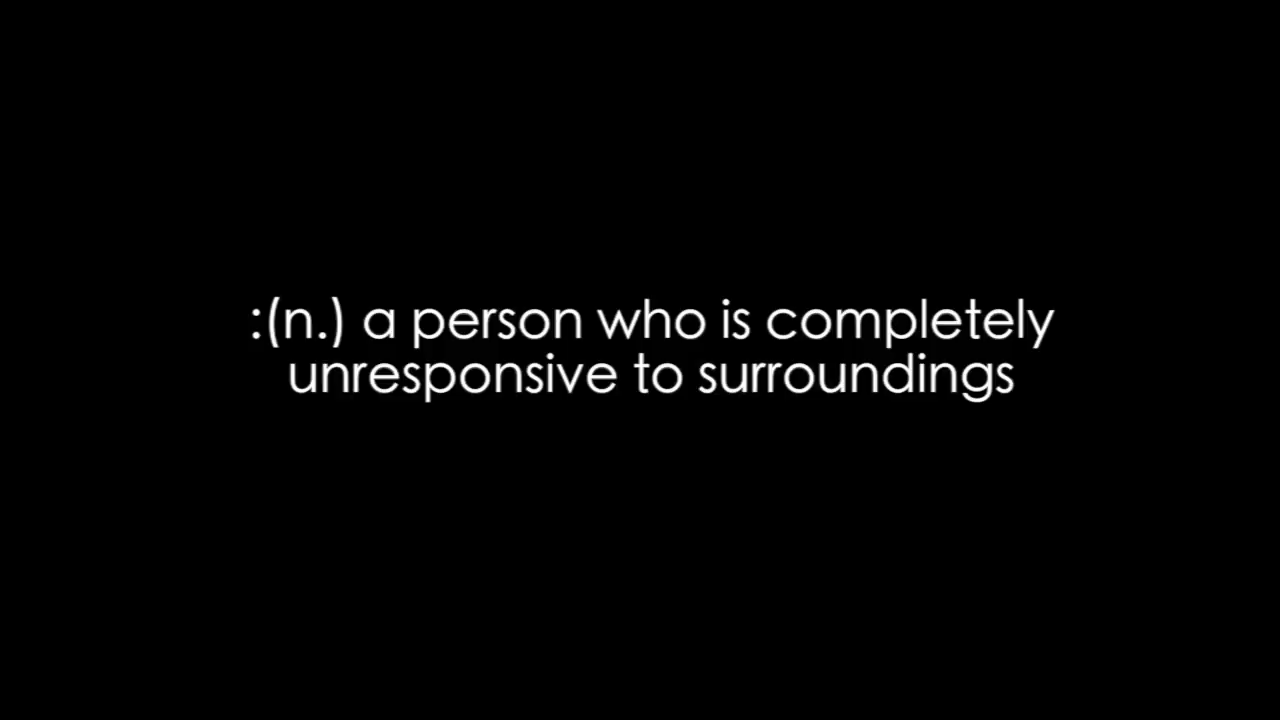 :(n.) a person who is completely
unresponsive to surroundings